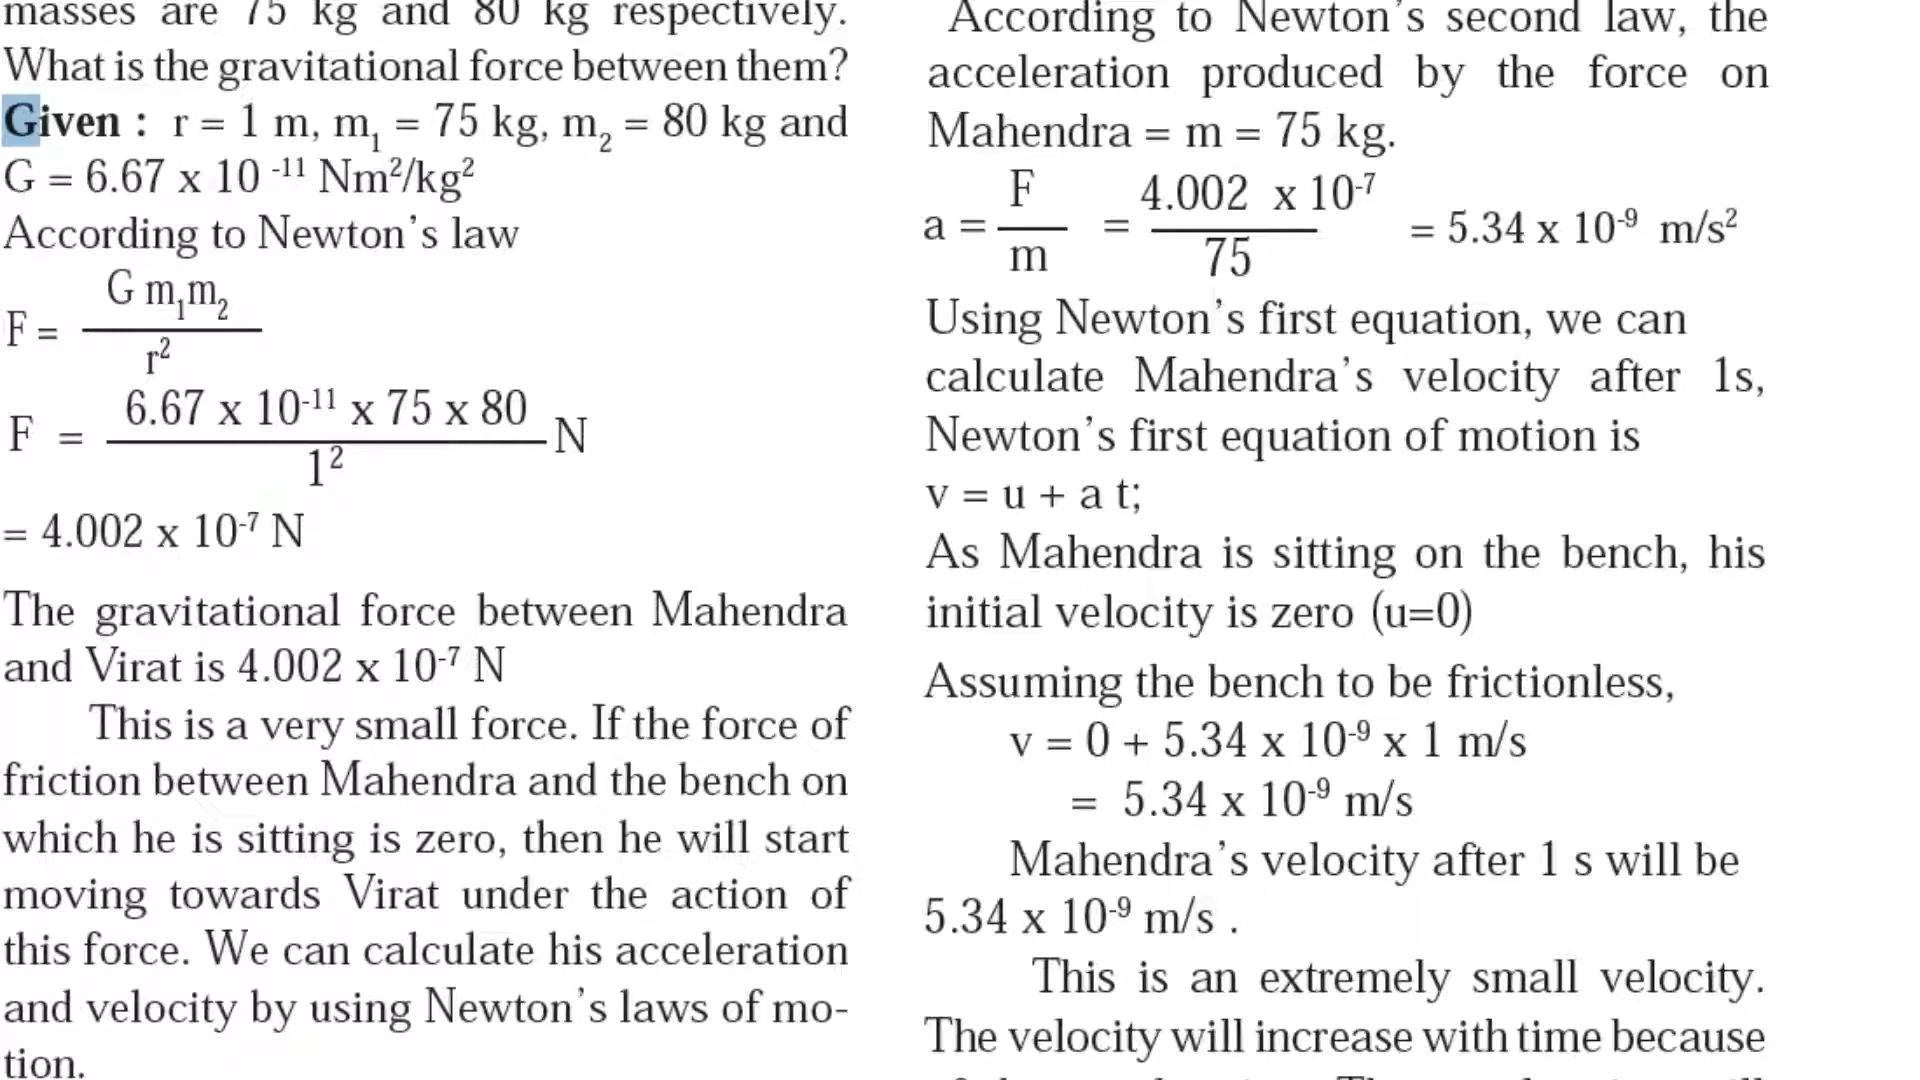 masses are 75 kg and 80 kg respectively.
What is the gravitational force between them?
Given : r = 1 m, m₁ = 75 kg, m₂ = 80 kg and
G = 6.67 x 10 ⁻¹¹ Nm²/kg²
According to Newton's law
F = G m₁m₂ / r²
F = 6.67 x 10⁻¹¹ x 75 x 80 / 1² N
= 4.002 x 10⁻⁷ N
The gravitational force between Mahendra
and Virat is 4.002 x 10⁻⁷ N
This is a very small force. If the force of
friction between Mahendra and the bench on
which he is sitting is zero, then he will start
moving towards Virat under the action of
this force. We can calculate his acceleration
and velocity by using Newton's laws of mo-
tion.
According to Newton's second law, the
acceleration produced by the force on
Mahendra = m = 75 kg.
a = F / m = 4.002 x 10⁻⁷ / 75 = 5.34 x 10⁻⁹ m/s²
Using Newton's first equation, we can
calculate Mahendra's velocity after 1s,
Newton's first equation of motion is
v = u + a t;
As Mahendra is sitting on the bench, his
initial velocity is zero (u=0)
Assuming the bench to be frictionless,
v = 0 + 5.34 x 10⁻⁹ x 1 m/s
= 5.34 x 10⁻⁹ m/s
Mahendra's velocity after 1 s will be
5.34 x 10⁻⁹ m/s .
This is an extremely small velocity.
The velocity will increase with time because